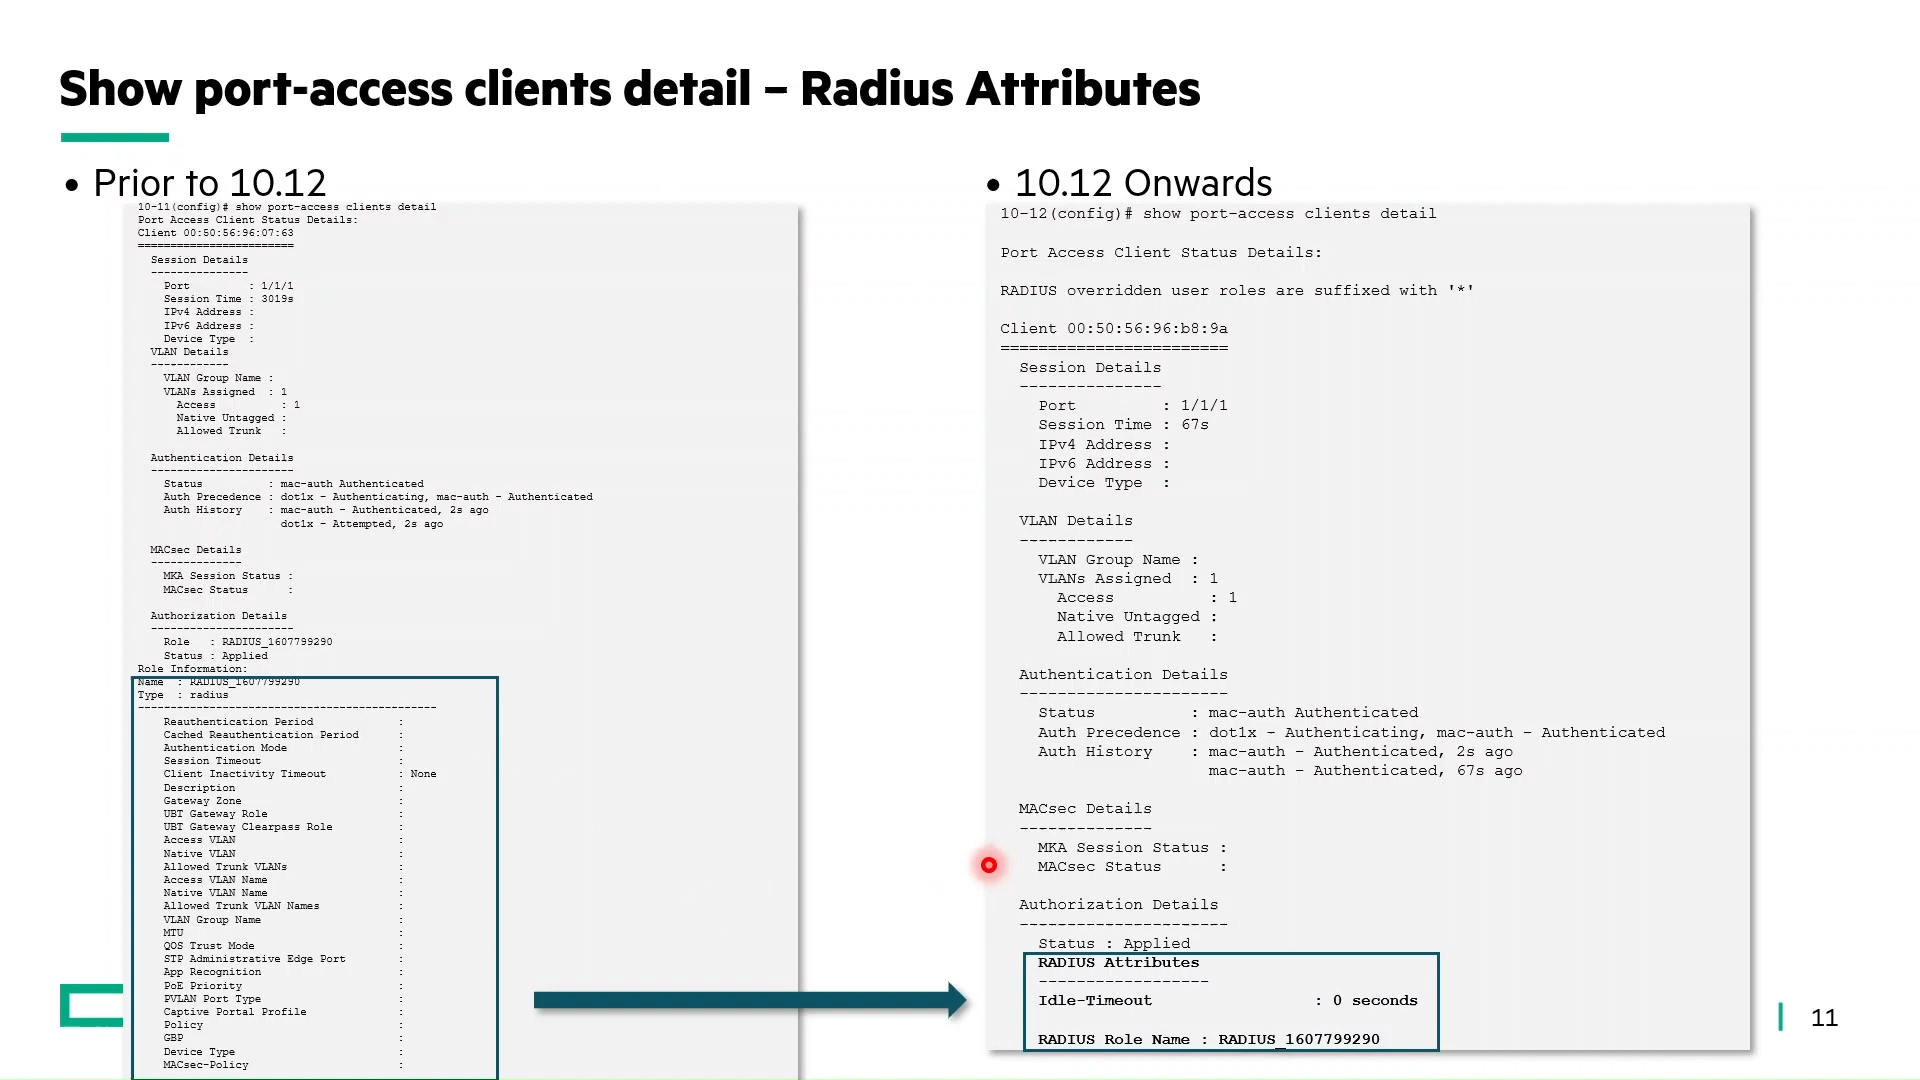 Show port-access clients detail – Radius Attributes
• Prior to 10.12
10-11(config)# show port-access clients detail
Port Access Client Status Details:
Client 00:50:56:96:07:63
========================
Session Details
---------------
Port         : 1/1/1
Session Time : 3019s
IPv4 Address :
IPv6 Address :
Device Type  :
VLAN Details
------------
VLAN Group Name :
VLANs Assigned  : 1
Access          : 1
Native Untagged :
Allowed Trunk   :
Authentication Details
----------------------
Status          : mac-auth Authenticated
Auth Precedence : dot1x - Authenticating, mac-auth - Authenticated
Auth History    : mac-auth - Authenticated, 2s ago
dot1x - Attempted, 2s ago
MACsec Details
--------------
MKA Session Status :
MACsec Status      :
Authorization Details
----------------------
Role   : RADIUS_1607799290
Status : Applied
Role Information:
Name  : RADIUS_1607799290
Type  : radius
----------------------------------------------
Reauthentication Period             :
Cached Reauthentication Period      :
Authentication Mode                 :
Session Timeout                     :
Client Inactivity Timeout           : None
Description                         :
Gateway Zone                        :
UBT Gateway Role                    :
UBT Gateway Clearpass Role          :
Access VLAN                         :
Native VLAN                         :
Allowed Trunk VLANs                 :
Access VLAN Name                    :
Native VLAN Name                    :
Allowed Trunk VLAN Names            :
VLAN Group Name                     :
MTU                                 :
QOS Trust Mode                      :
STP Administrative Edge Port        :
App Recognition                     :
PoE Priority                        :
PVLAN Port Type                     :
Captive Portal Profile              :
Policy                              :
GBP                                 :
Device Type                         :
MACsec-Policy                       :
• 10.12 Onwards
10-12(config)# show port-access clients detail
Port Access Client Status Details:
RADIUS overridden user roles are suffixed with '*'
Client 00:50:56:96:b8:9a
========================
Session Details
---------------
Port         : 1/1/1
Session Time : 67s
IPv4 Address :
IPv6 Address :
Device Type  :
VLAN Details
------------
VLAN Group Name :
VLANs Assigned  : 1
Access          : 1
Native Untagged :
Allowed Trunk   :
Authentication Details
----------------------
Status          : mac-auth Authenticated
Auth Precedence : dot1x - Authenticating, mac-auth - Authenticated
Auth History    : mac-auth - Authenticated, 2s ago
mac-auth - Authenticated, 67s ago
MACsec Details
--------------
MKA Session Status :
MACsec Status      :
Authorization Details
----------------------
Status : Applied
RADIUS Attributes
------------------
Idle-Timeout                 : 0 seconds
RADIUS Role Name : RADIUS_1607799290
11